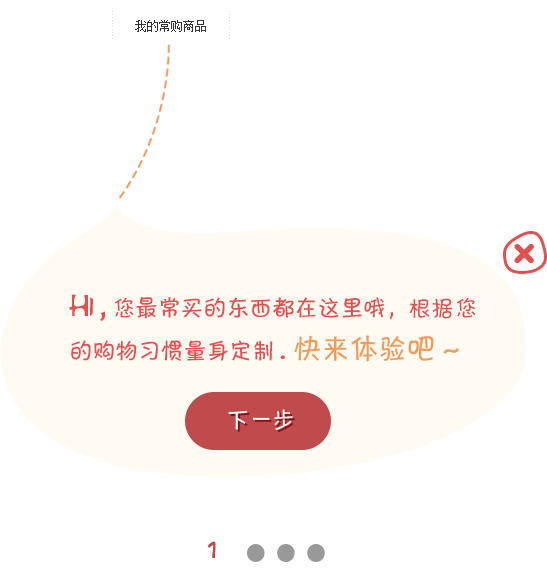 我的常购商品
HI,您最常买的东西都在这里哦，根据您
的购物习惯量身定制.快来体验吧~
下一步
1